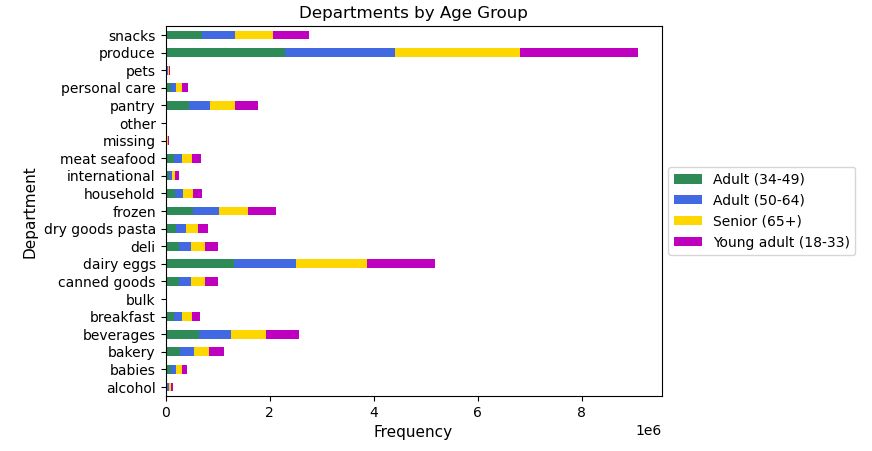 Departments by Age Group
snacks
produce
pets
personal care
pantry
other
missing
meat seafood
international
household
frozen
dry goods pasta
deli
dairy eggs
canned goods
bulk
breakfast
beverages
bakery
babies
alcohol
Department
0 2 4 6 8
1e6
Frequency
Adult (34-49)
Adult (50-64)
Senior (65+)
Young adult (18-33)